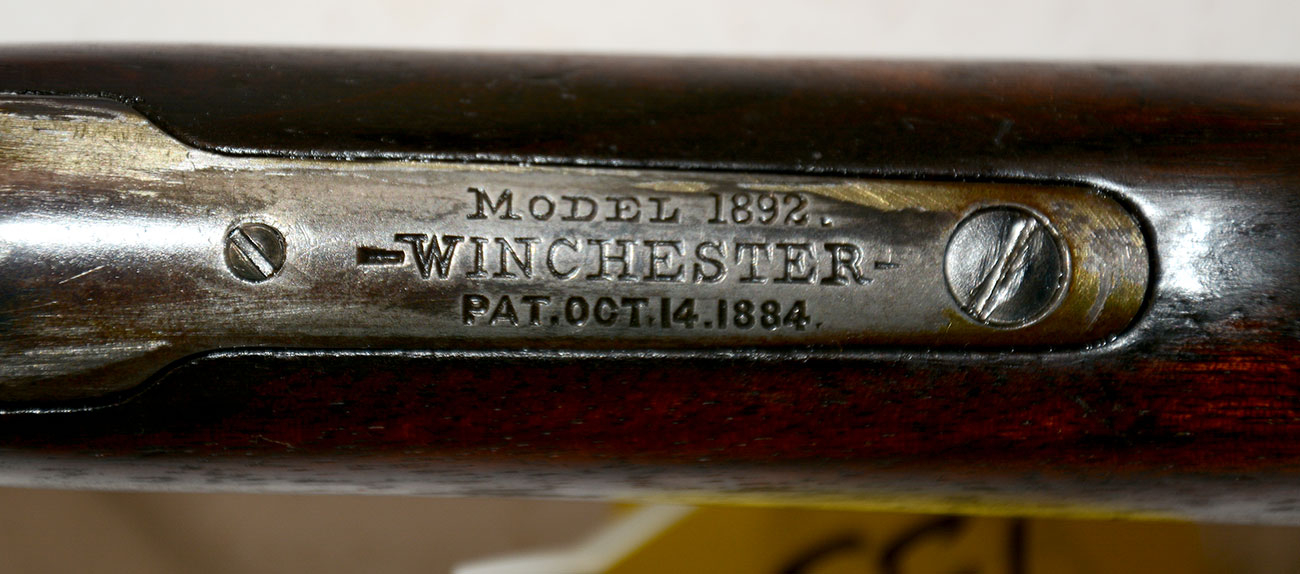 MODEL 1892.
-WINCHESTER-
PAT.OCT.14.1884.